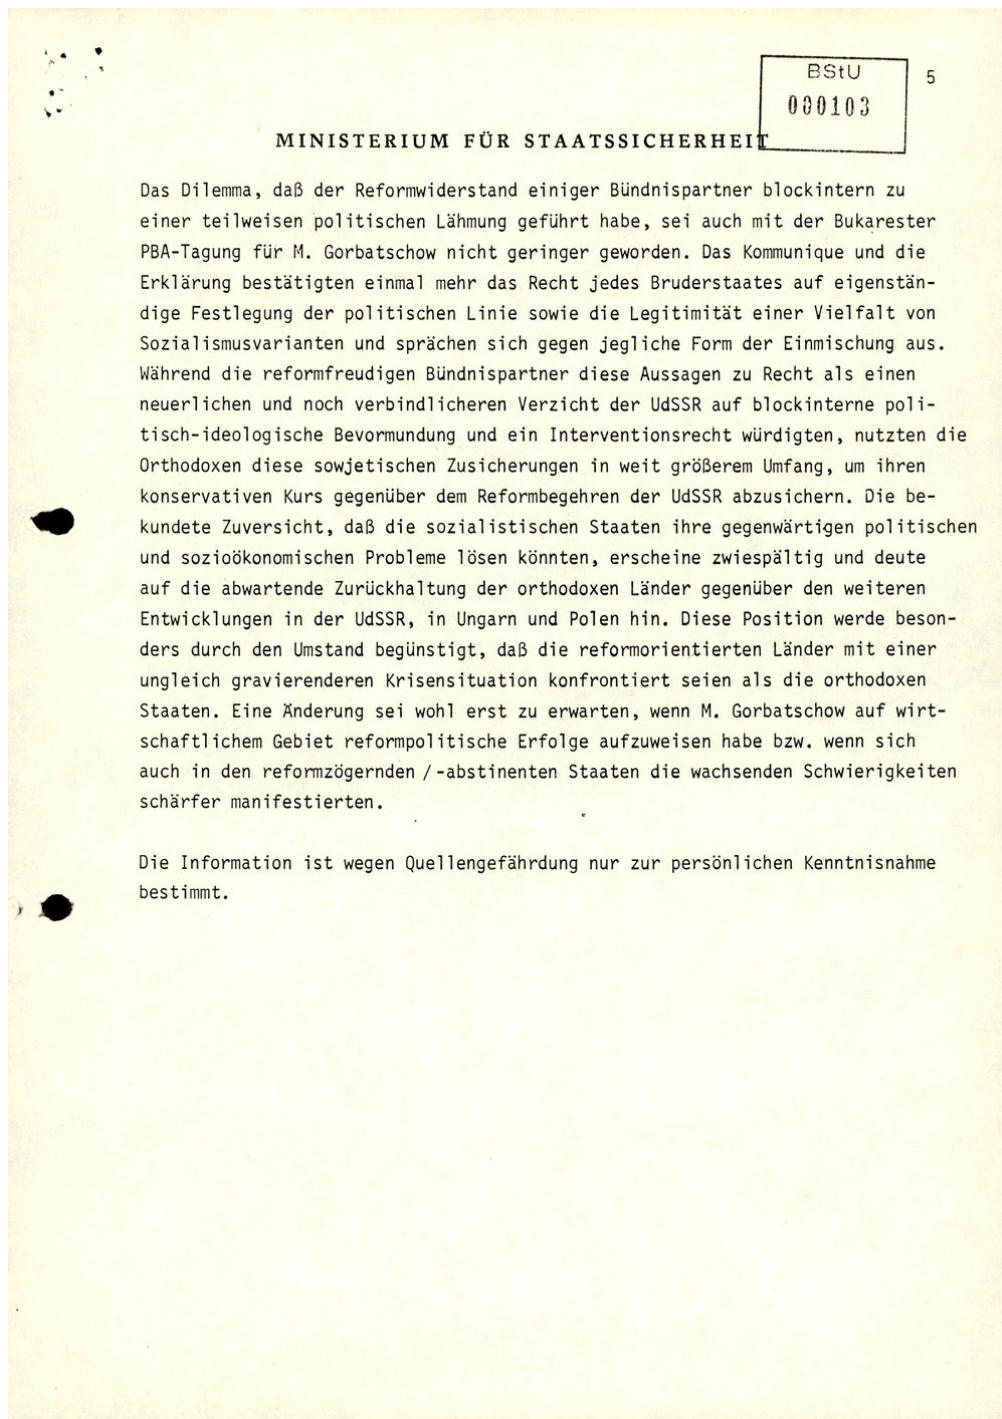 BStU
000103
5
MINISTERIUM FÜR STAATSSICHERHEIT
Das Dilemma, daß der Reformwiderstand einiger Bündnispartner blockintern zu
einer teilweisen politischen Lähmung geführt habe, sei auch mit der Bukarester
PBA-Tagung für M. Gorbatschow nicht geringer geworden. Das Kommunique und die
Erklärung bestätigten einmal mehr das Recht jedes Bruderstaates auf eigenstän-
dige Festlegung der politischen Linie sowie die Legitimität einer Vielfalt von
Sozialismusvarianten und sprächen sich gegen jegliche Form der Einmischung aus.
Während die reformfreudigen Bündnispartner diese Aussagen zu Recht als einen
neuerlichen und noch verbindlicheren Verzicht der UdSSR auf blockinterne poli-
tisch-ideologische Bevormundung und ein Interventionsrecht würdigten, nutzten die
Orthodoxen diese sowjetischen Zusicherungen in weit größerem Umfang, um ihren
konservativen Kurs gegenüber dem Reformbegehren der UdSSR abzusichern. Die be-
kundete Zuversicht, daß die sozialistischen Staaten ihre gegenwärtigen politischen
und sozioökonomischen Probleme lösen könnten, erscheine zwiespältig und deute
auf die abwartende Zurückhaltung der orthodoxen Länder gegenüber den weiteren
Entwicklungen in der UdSSR, in Ungarn und Polen hin. Diese Position werde beson-
ders durch den Umstand begünstigt, daß die reformorientierten Länder mit einer
ungleich gravierenderen Krisensituation konfrontiert seien als die orthodoxen
Staaten. Eine Änderung sei wohl erst zu erwarten, wenn M. Gorbatschow auf wirt-
schaftlichem Gebiet reformpolitische Erfolge aufzuweisen habe bzw. wenn sich
auch in den reformzögernden /-abstinenten Staaten die wachsenden Schwierigkeiten
schärfer manifestierten.
Die Information ist wegen Quellengefährdung nur zur persönlichen Kenntnisnahme
bestimmt.